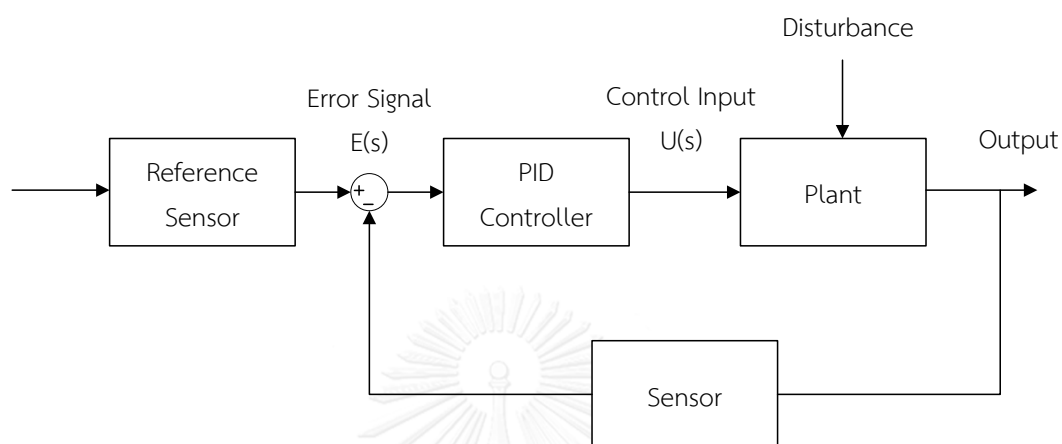 Disturbance
Error Signal
E(s)
Control Input
U(s)
Output
Reference
Sensor
+
−
PID
Controller
Plant
Sensor